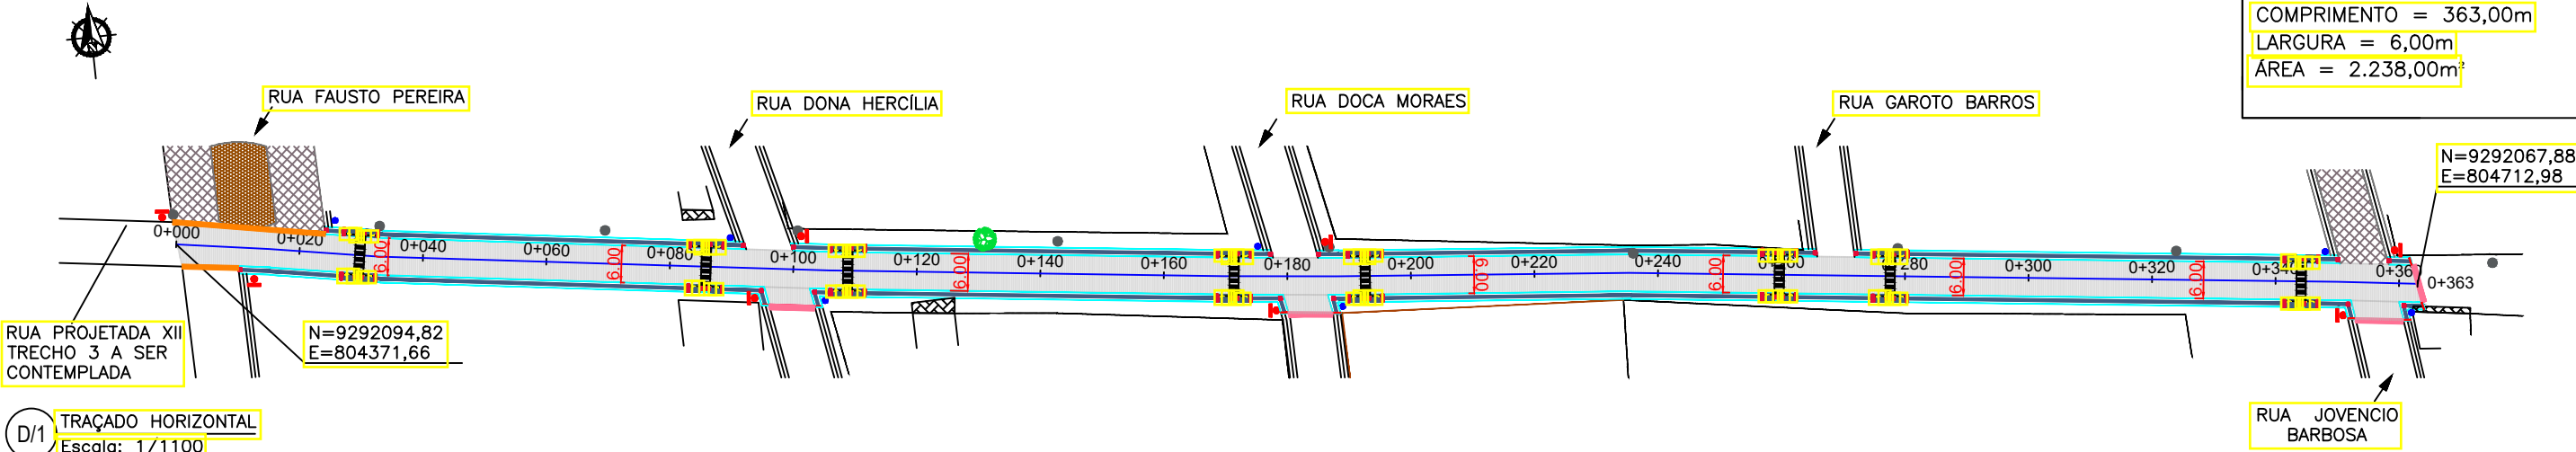 COMPRIMENTO = 363,00m
LARGURA = 6,00m
ÁREA = 2.238,00m²
RUA FAUSTO PEREIRA
RUA DONA HERCÍLIA
RUA DOCA MORAES
RUA GAROTO BARROS
N=9292067,88
E=804712,98
0+000
0+020
0+040
0+060
0+080
0+100
0+120
0+140
0+160
0+180
0+200
0+220
0+240
0+300
0+320
0+363
6.00
6.00
6.00
6.00
6.00
6.00
6.00
RUA PROJETADA XII
TRECHO 3 A SER
CONTEMPLADA
N=9292094,82
E=804371,66
RUA JOVENCIO
BARBOSA
D/1
TRAÇADO HORIZONTAL
Escala: 1/1100